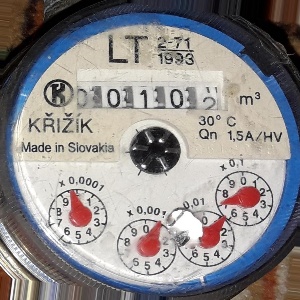 LT 2-71
1993
K 001102 m³
KŘIŽÍK
30° C
Made in Slovakia
Qn 1,5A/HV
x 0,1
x 0,0001
x 0,001
0,01